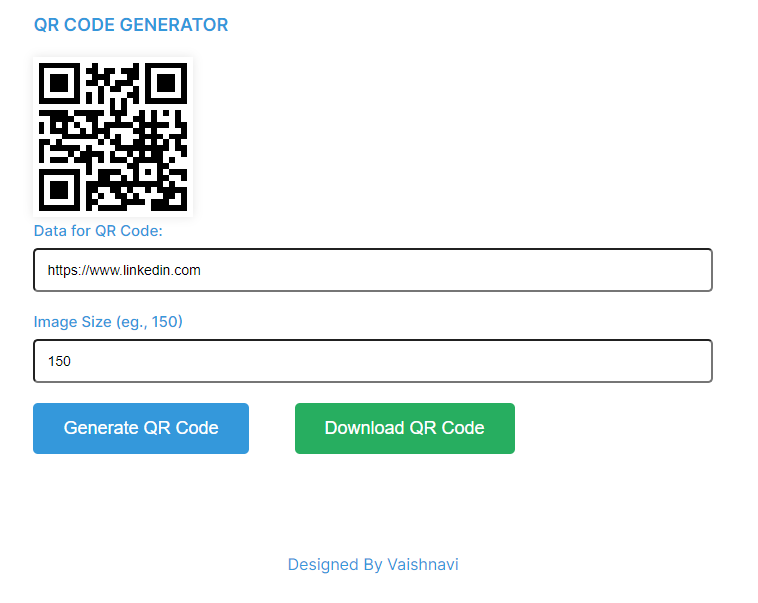 QR CODE GENERATOR
Data for QR Code:
https://www.linkedin.com
Image Size (eg., 150)
150
Generate QR Code
Download QR Code
Designed By Vaishnavi